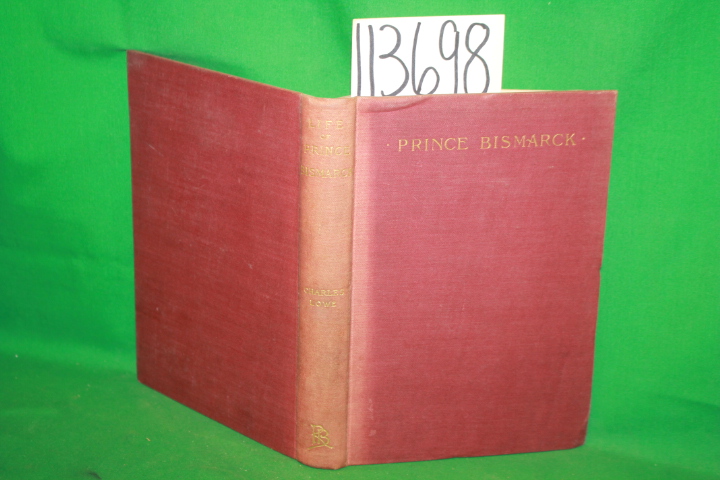 113698
· PRINCE BISMARCK ·
LIFE
OF
PRINCE
BISMARCK
CHARLES
LOWE